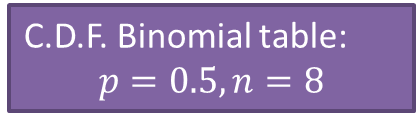 C.D.F. Binomial table:
𝑝 = 0.5, 𝑛 = 8